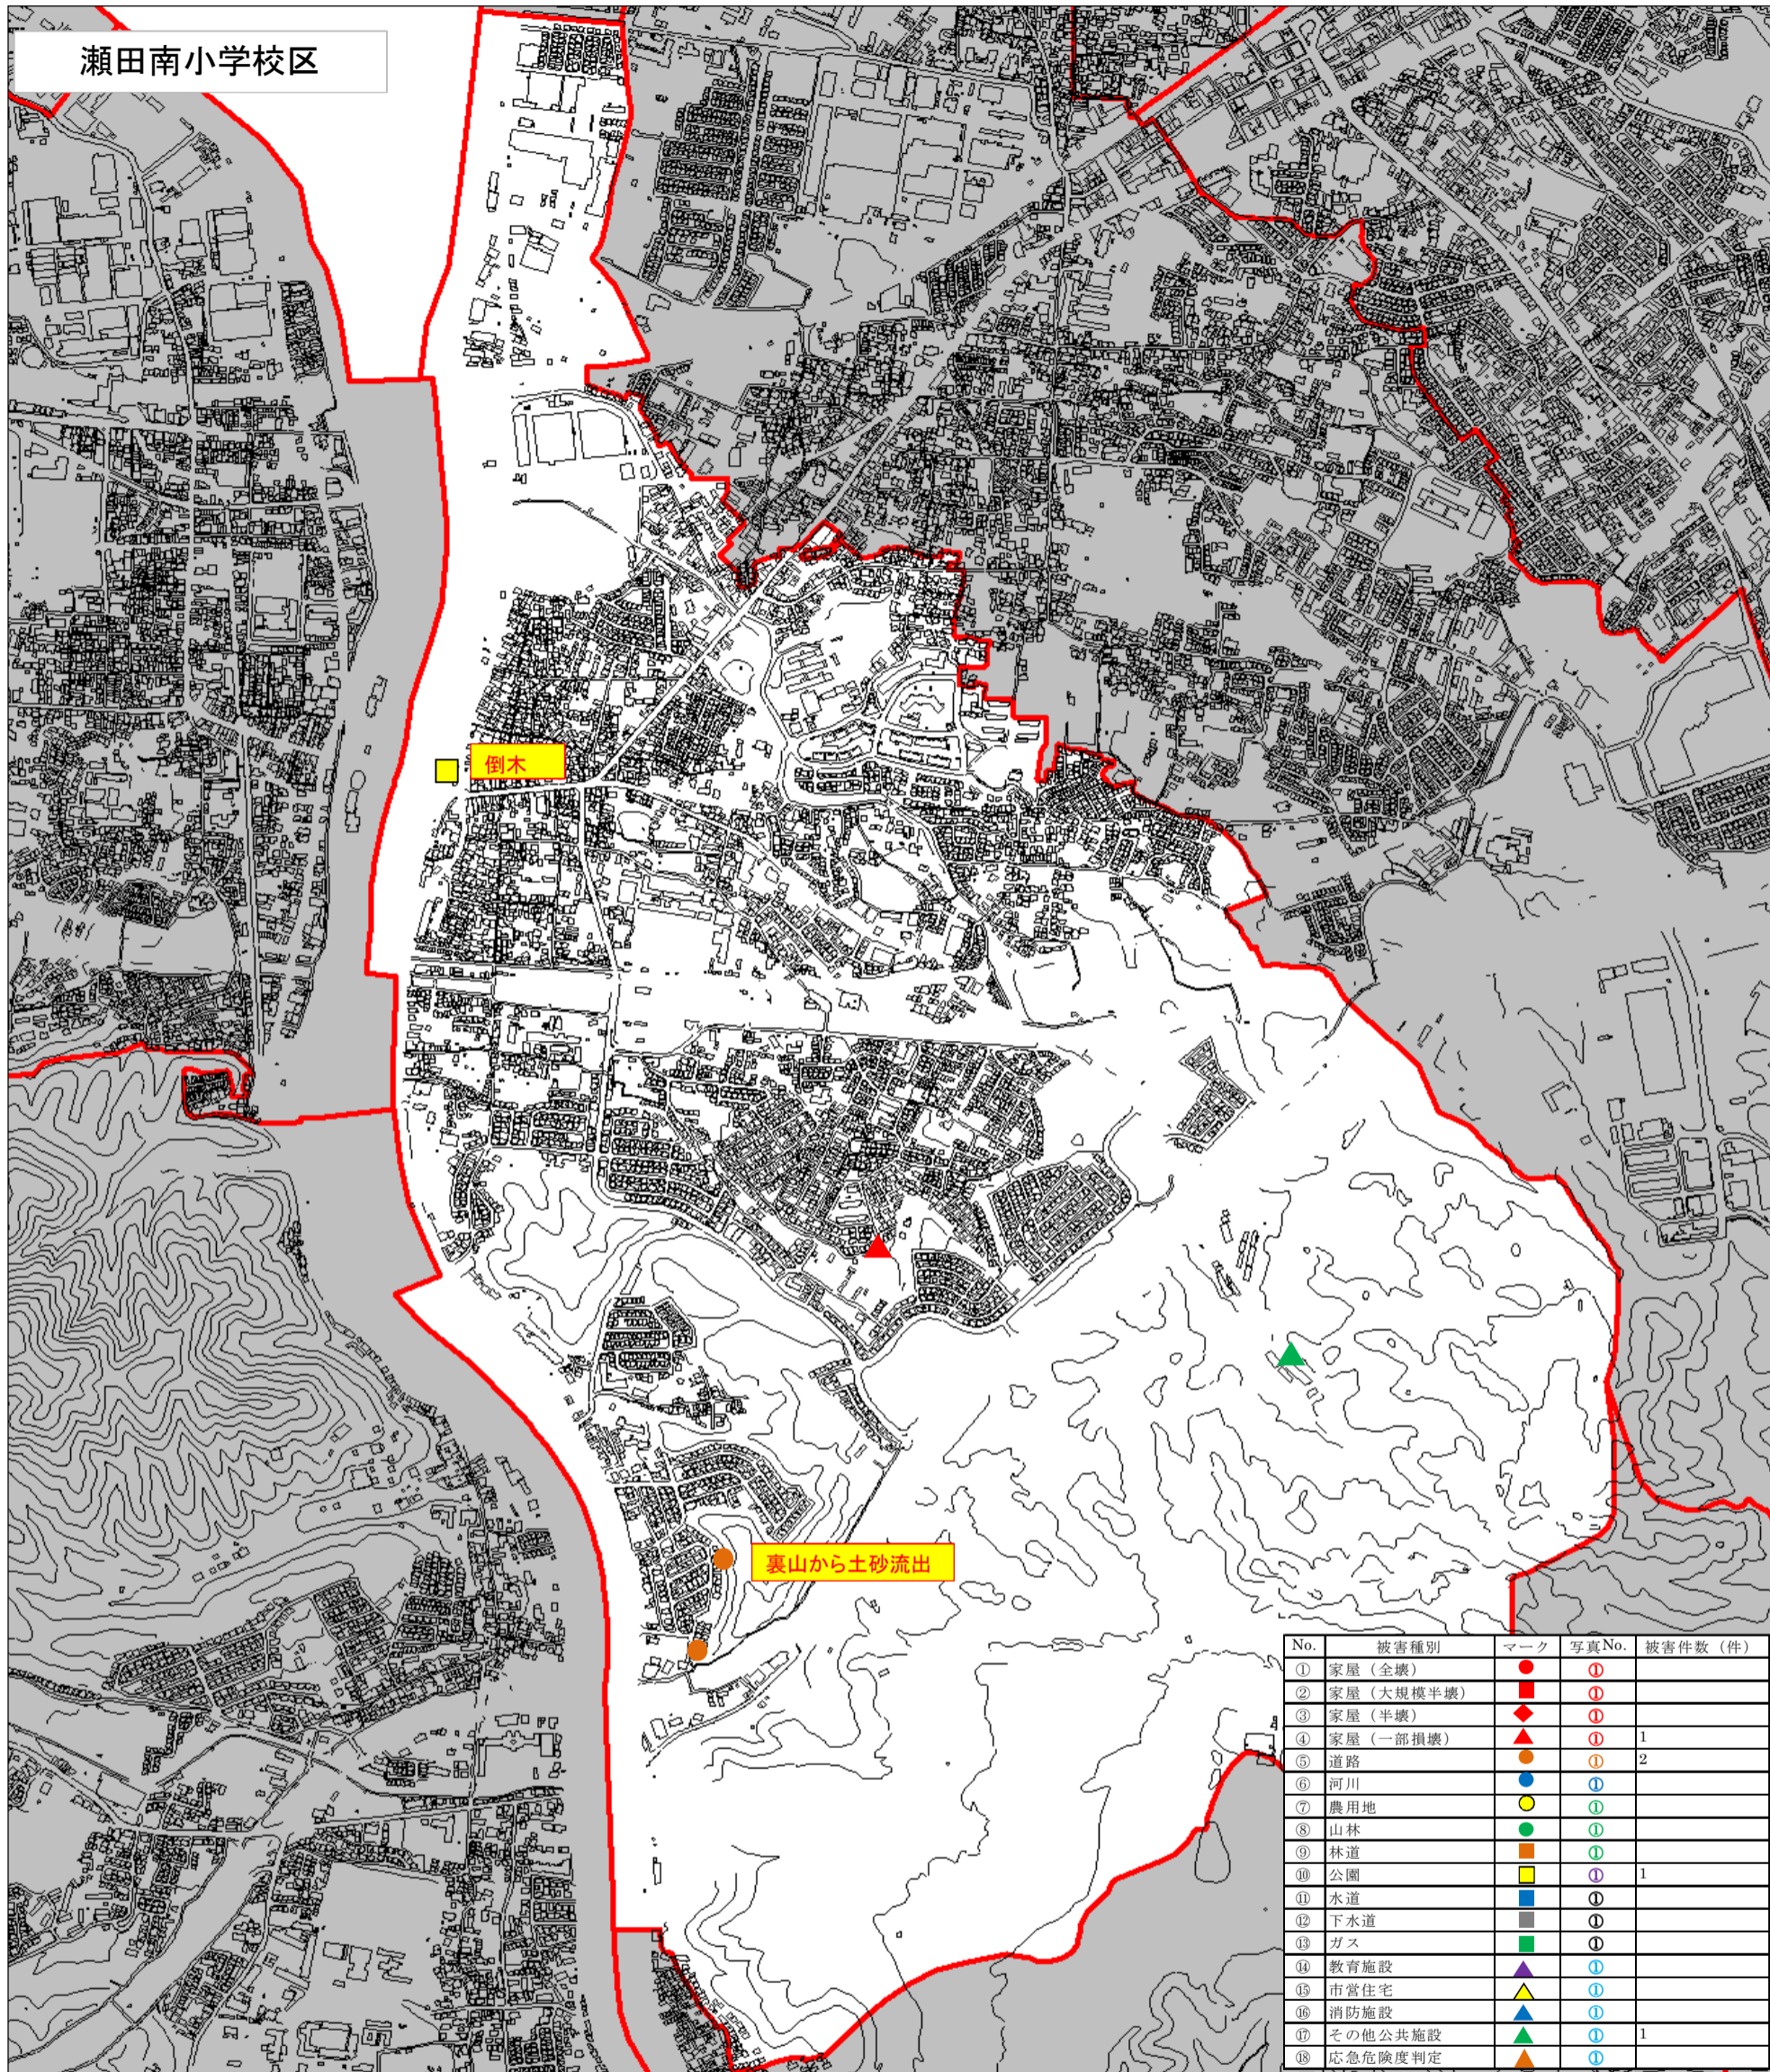 瀬田南小学校区
倒木
裏山から土砂流出
No. 被害種別 マーク 写真No. 被害件数（件）
① 家屋（全壊） ①
② 家屋（大規模半壊） ①
③ 家屋（半壊） ①
④ 家屋（一部損壊） ① 1
⑤ 道路 ① 2
⑥ 河川 ①
⑦ 農用地 ①
⑧ 山林 ①
⑨ 林道 ①
⑩ 公園 ① 1
⑪ 水道 ①
⑫ 下水道 ①
⑬ ガス ①
⑭ 教育施設 ①
⑮ 市営住宅 ①
⑯ 消防施設 ①
⑰ その他公共施設 ① 1
⑱ 応急危険度判定 ①